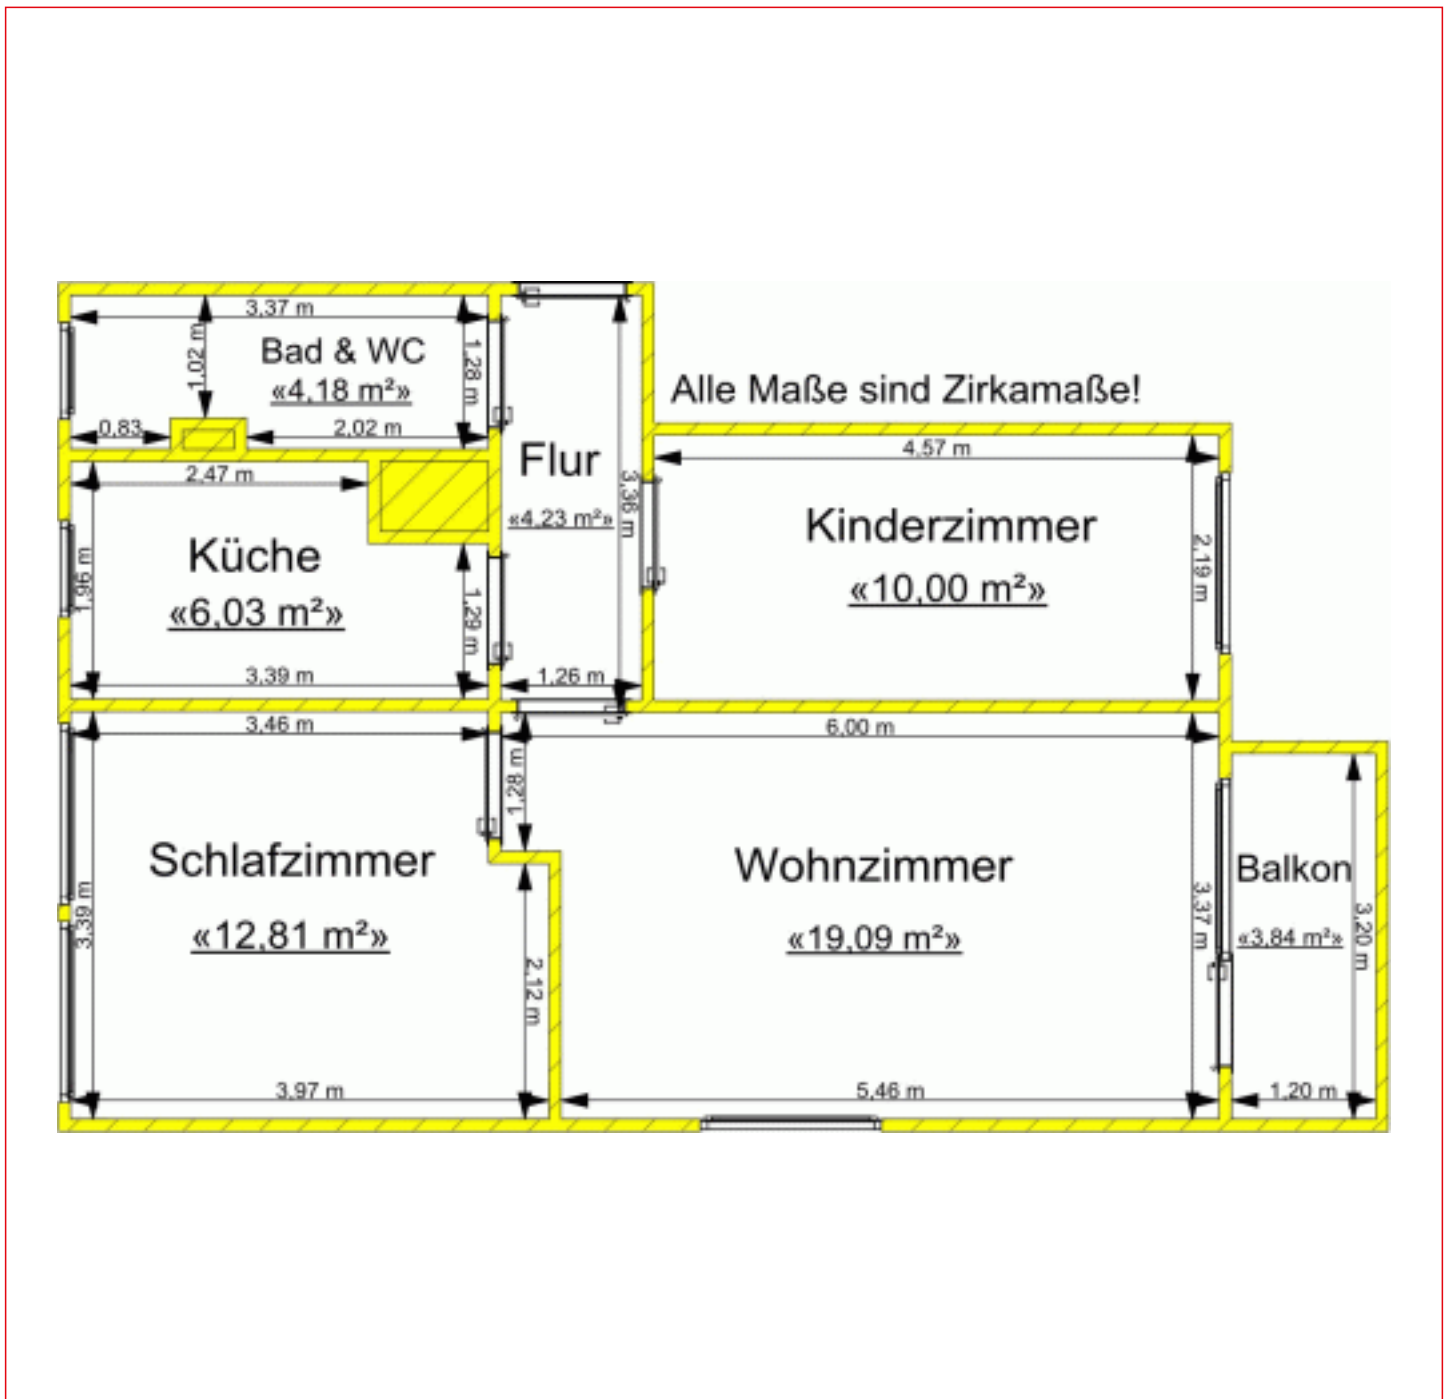 3,37 m
1,02 m
Bad & WC
«4,18 m²»
1,28 m
0,83
2,02 m
Alle Maße sind Zirkamaße!
2,47 m
Flur
«4,23 m²»
3,36 m
1,26 m
4,57 m
Kinderzimmer
«10,00 m²»
2,19 m
Küche
«6,03 m²»
1,96 m
1,29 m
3,39 m
3,46 m
6,00 m
1,28 m
Schlafzimmer
«12,81 m²»
3,39 m
2,12 m
3,97 m
Wohnzimmer
«19,09 m²»
3,37 m
5,46 m
Balkon
«3,84 m²»
3,20 m
1,20 m